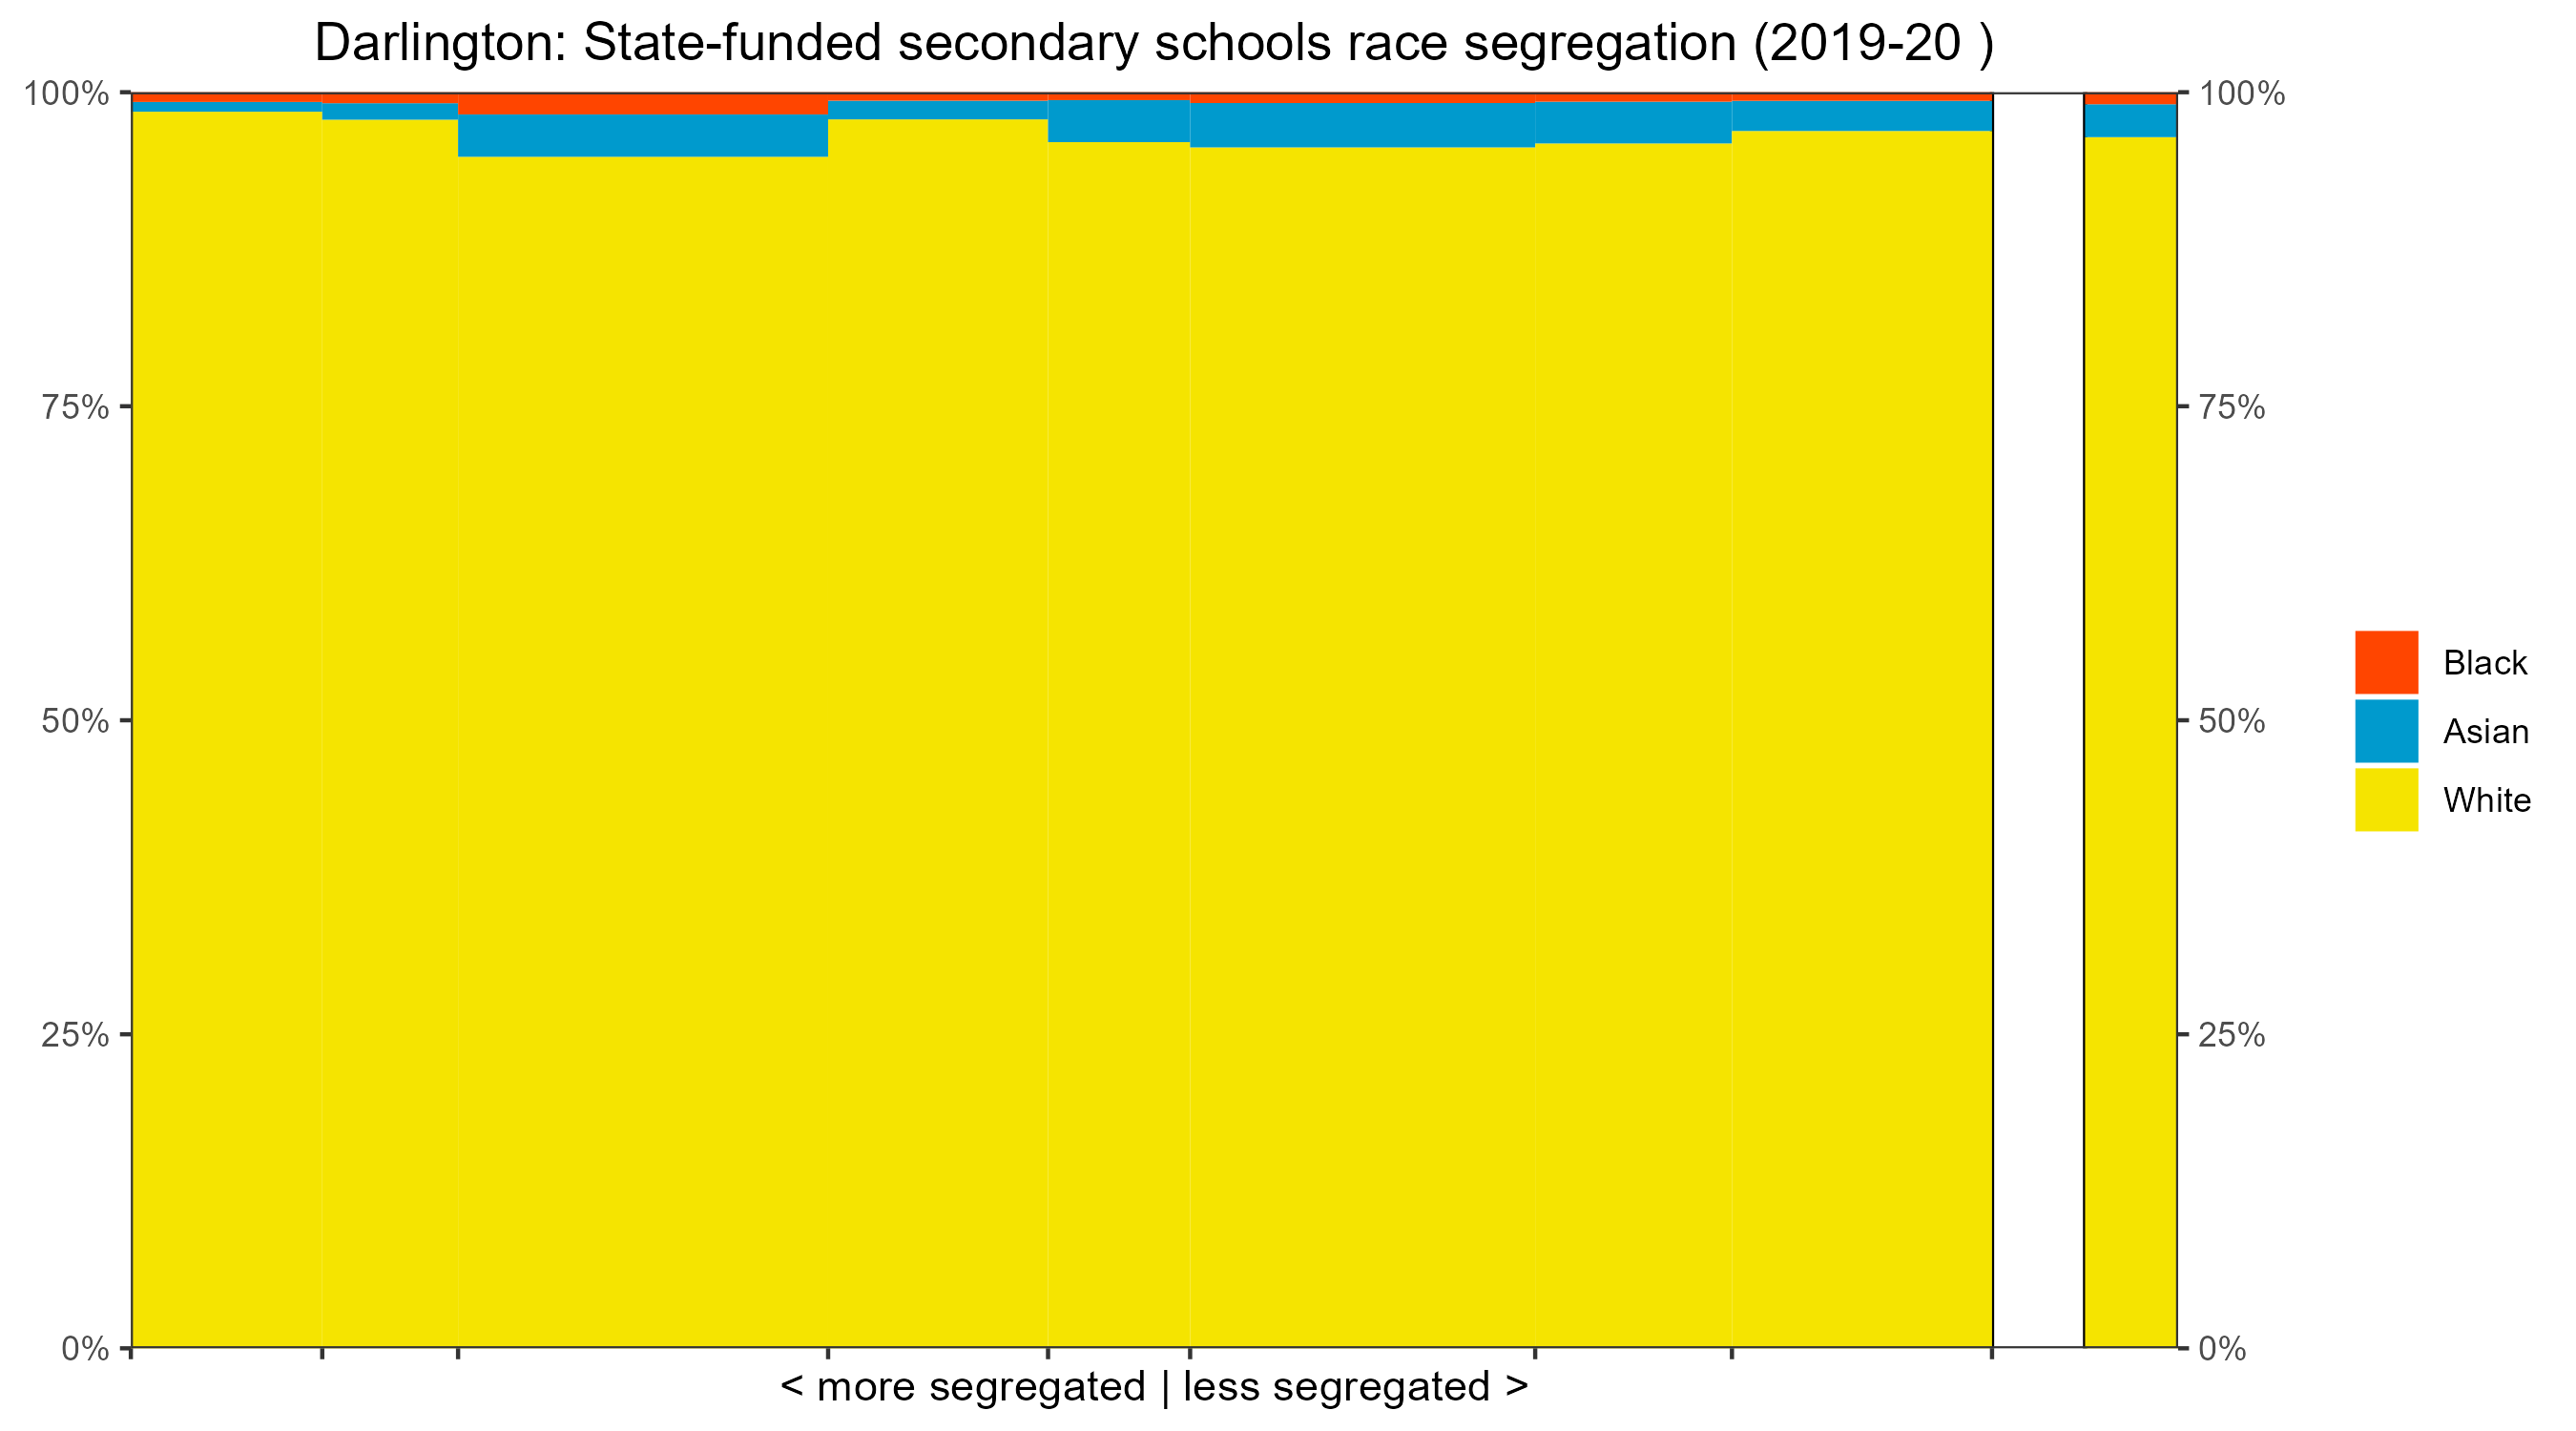 Darlington: State-funded secondary schools race segregation (2019-20 )
100%
75%
50%
25%
0%
100%
75%
50%
25%
0%
Black
Asian
White
< more segregated | less segregated >